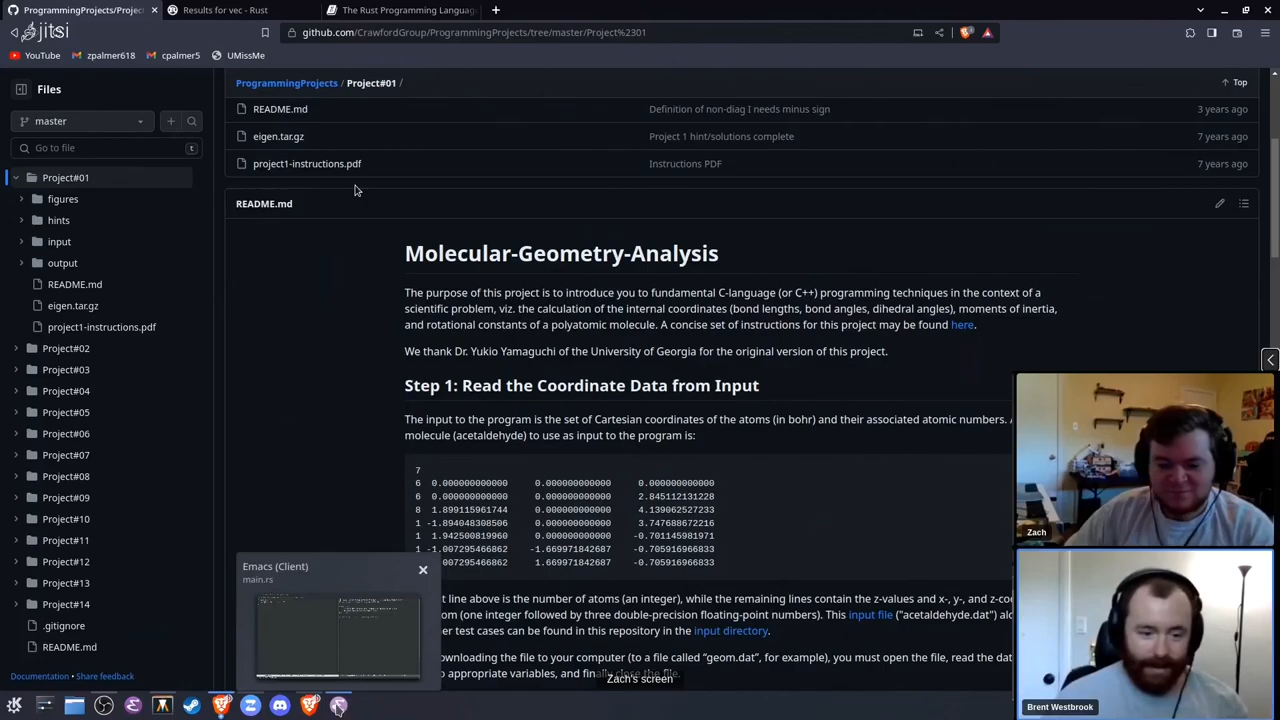 ProgrammingProjects/Projec
Results for vec - Rust
The Rust Programming Languag
jitsi
github.com/CrawfordGroup/ProgrammingProjects/tree/master/Project%2301
YouTube
zpalmer618
cpalmer5
UMissMe
Files
ProgrammingProjects / Project#01 /
Top
master
Go to file
t
README.md
Definition of non-diag I needs minus sign
3 years ago
eigen.tar.gz
Project 1 hint/solutions complete
7 years ago
project1-instructions.pdf
Instructions PDF
7 years ago
Project#01
figures
hints
input
output
README.md
eigen.tar.gz
project1-instructions.pdf
Project#02
Project#03
Project#04
Project#05
Project#06
Project#07
Project#08
Project#09
Project#10
Project#11
Project#12
Project#13
Project#14
.gitignore
README.md
Documentation • Share feedback
README.md
Molecular-Geometry-Analysis
The purpose of this project is to introduce you to fundamental C-language (or C++) programming techniques in the context of a
scientific problem, viz. the calculation of the internal coordinates (bond lengths, bond angles, dihedral angles), moments of inertia,
and rotational constants of a polyatomic molecule. A concise set of instructions for this project may be found here.
We thank Dr. Yukio Yamaguchi of the University of Georgia for the original version of this project.
Step 1: Read the Coordinate Data from Input
The input to the program is the set of Cartesian coordinates of the atoms (in bohr) and their associated atomic numbers. A
molecule (acetaldehyde) to use as input to the program is:
7
6 0.000000000000 0.000000000000 0.000000000000
6 0.000000000000 0.000000000000 2.845112131228
8 1.899115961744 0.000000000000 4.139062527233
1 -1.894048308506 0.000000000000 3.747688672216
1 1.942500819960 0.000000000000 -0.701145981971
1 -1.007295466862 -1.669971842687 -0.705916966833
.007295466862 1.669971842687 -0.705916966833
t line above is the number of atoms (an integer), while the remaining lines contain the z-values and x-, y-, and z-coo
om (one integer followed by three double-precision floating-point numbers). This input file ("acetaldehyde.dat") alo
er test cases can be found in this repository in the input directory.
ownloading the file to your computer (to a file called “geom.dat”, for example), you must open the file, read the dat
o appropriate variables, and finally close the file.
Emacs (Client)
main.rs
Zach's screen
Zach
Brent Westbrook